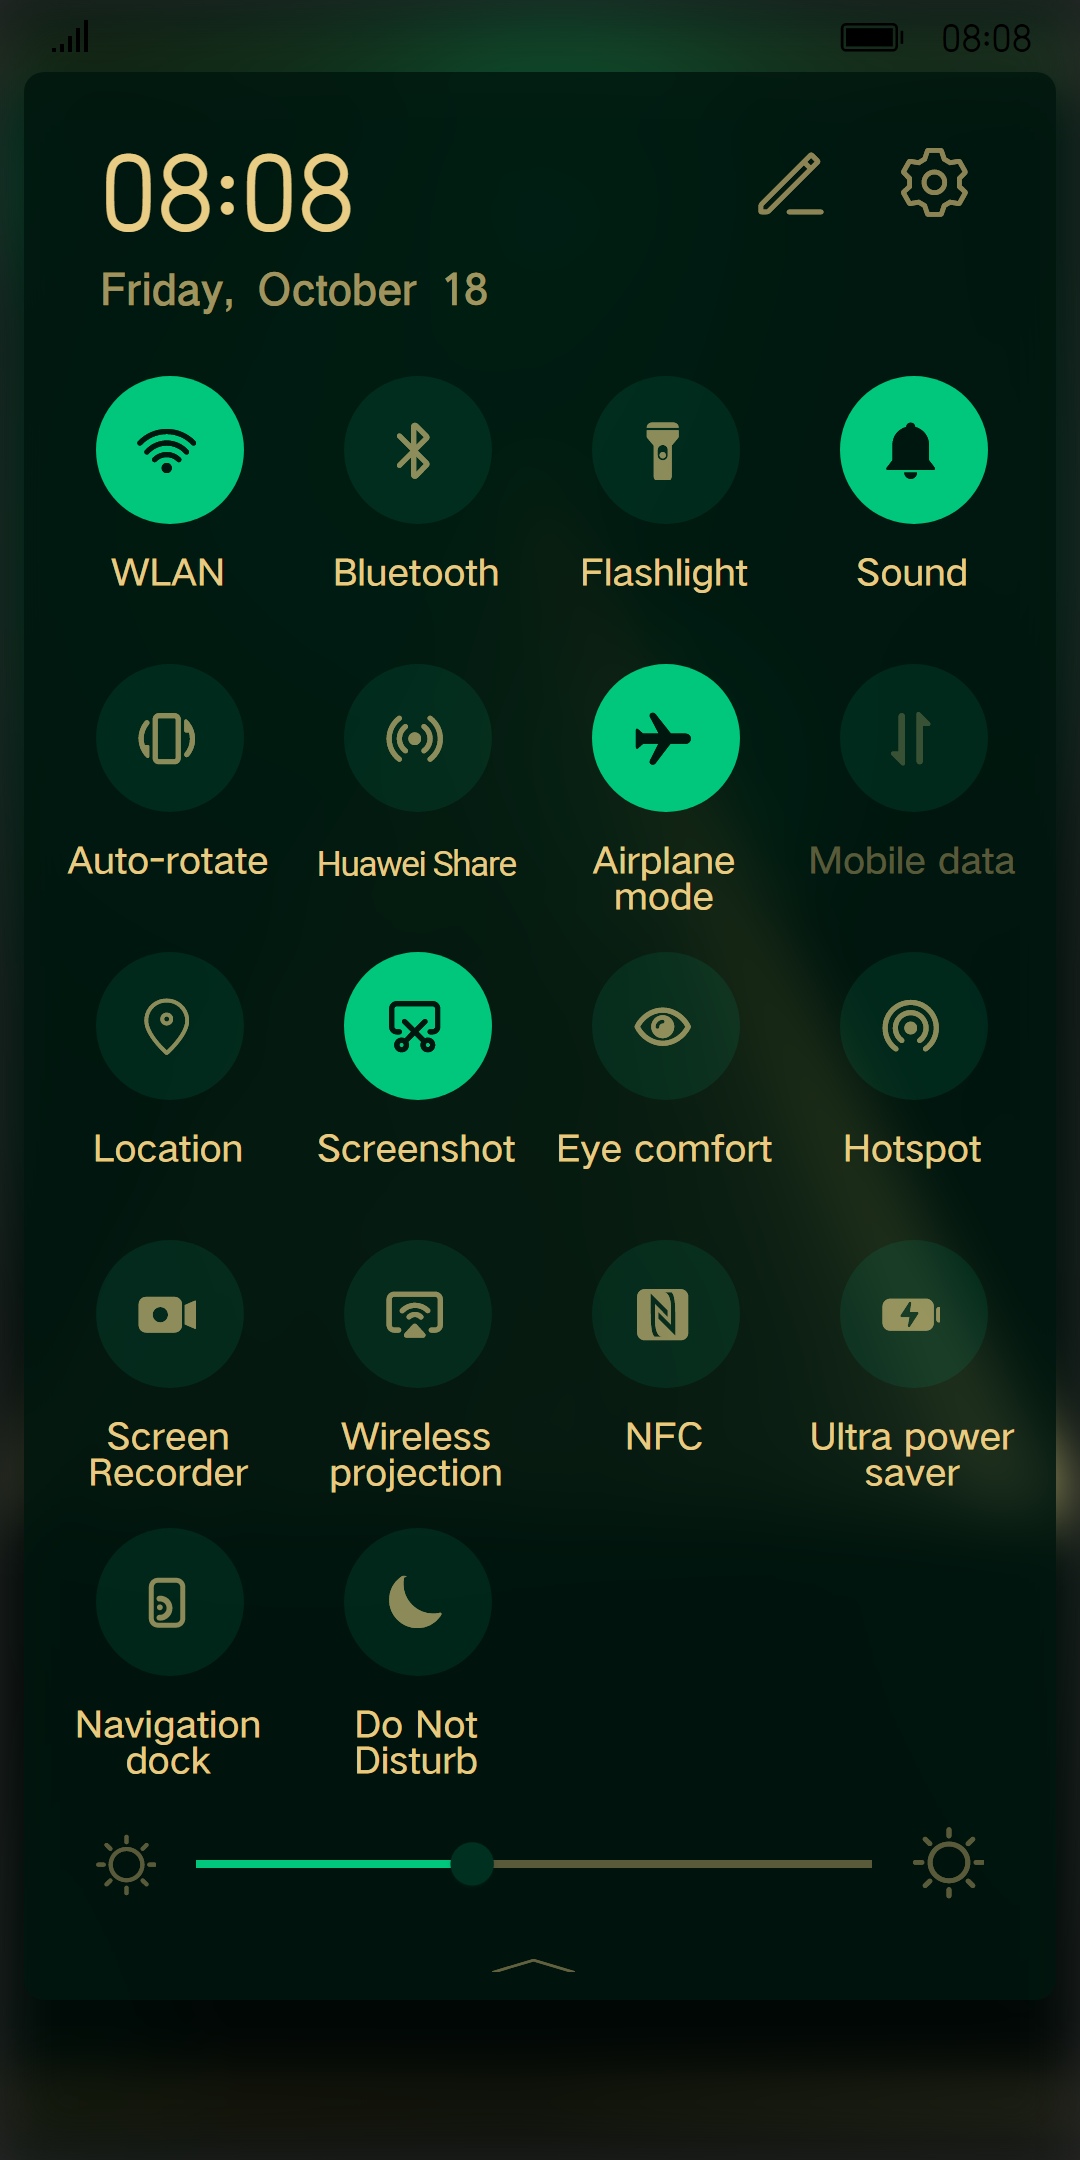 08:08
08:08
Friday, October 18
WLAN
Bluetooth
Flashlight
Sound
Auto-rotate
Huawei Share
Airplane
mode
Mobile data
Location
Screenshot
Eye comfort
Hotspot
Screen
Recorder
Wireless
projection
NFC
Ultra power
saver
Navigation
dock
Do Not
Disturb